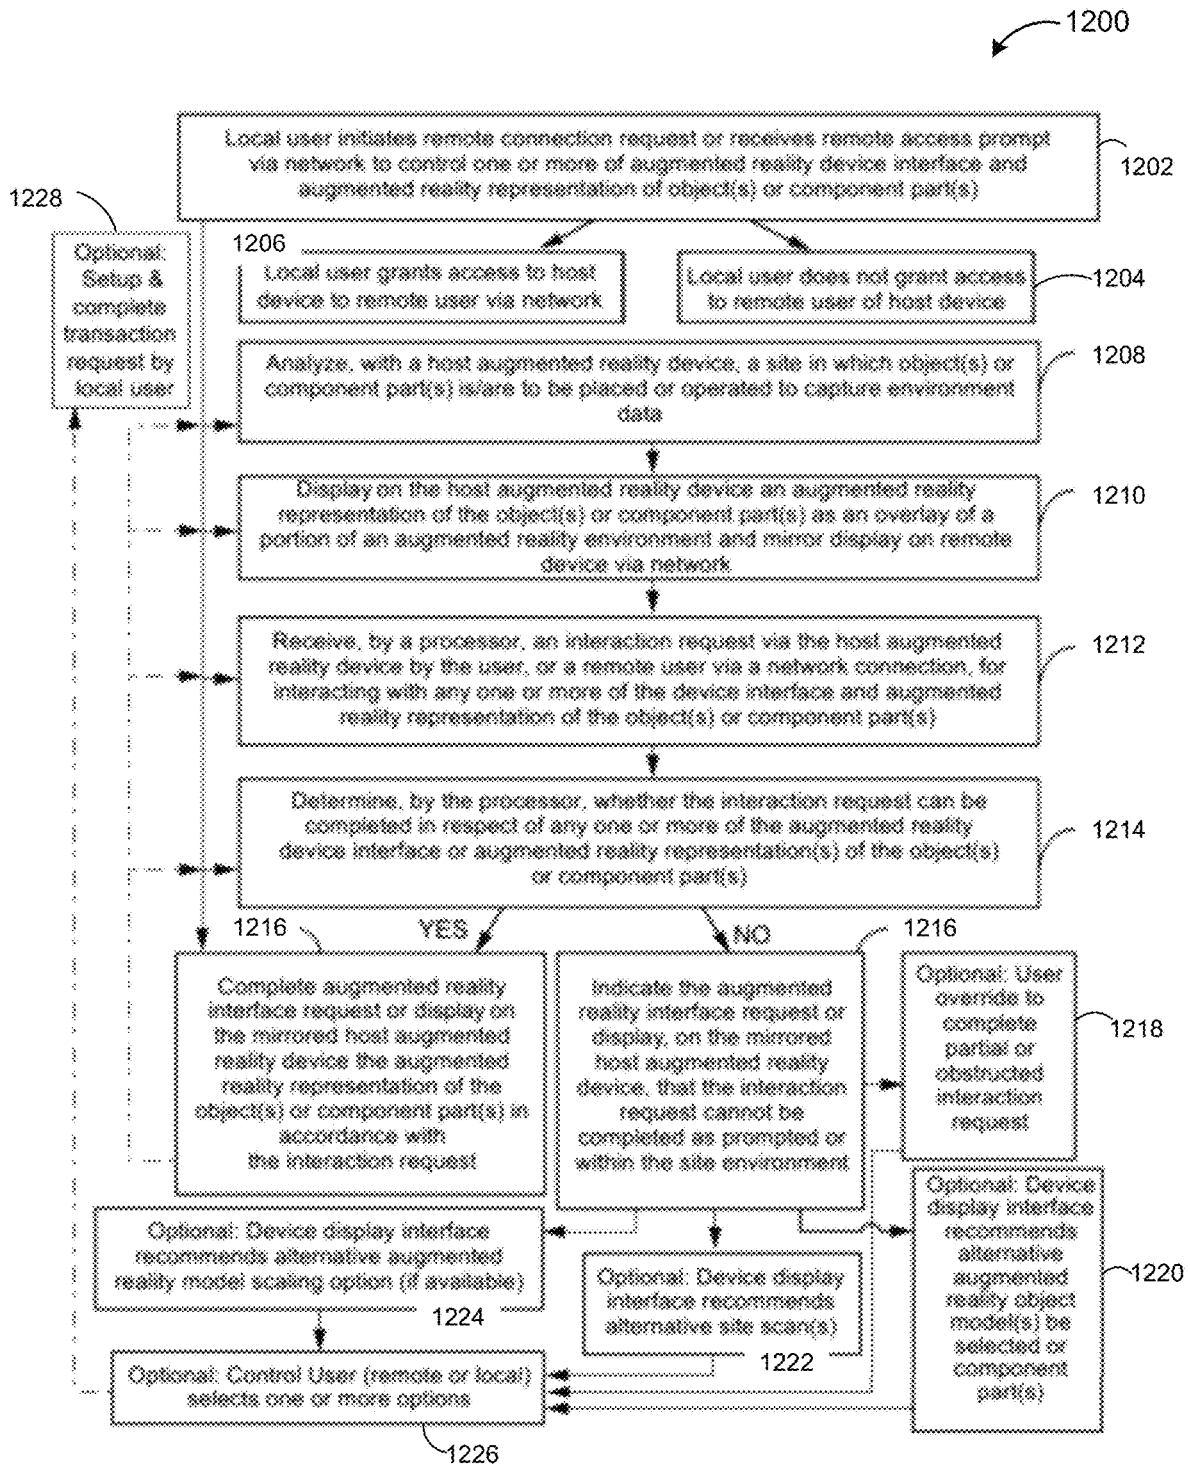 1200
Local user initiates remote connection request or receives remote access prompt
via network to control one or more of augmented reality device interface and
augmented reality representation of object(s) or component part(s)
1202
1228
Optional:
Setup &
complete
transaction
request by
local user
1206
Local user grants access to host
device to remote user via network
Local user does not grant access
to remote user of host device
1204
Analyze, with a host augmented reality device, a site in which object(s) or
component part(s) is/are to be placed or operated to capture environment
data
1208
Display on the host augmented reality device an augmented reality
representation of the object(s) or component part(s) as an overlay of a
portion of an augmented reality environment and mirror display on remote
device via network
1210
Receive, by a processor, an interaction request via the host augmented
reality device by the user, or a remote user via a network connection, for
interacting with any one or more of the device interface and augmented
reality representation of the object(s) or component part(s)
1212
Determine, by the processor, whether the interaction request can be
completed in respect of any one or more of the augmented reality
device interface or augmented reality representation(s) of the object(s)
or component part(s)
1214
YES
NO
1216
Complete augmented reality
interface request or display on
the mirrored host augmented
reality device the augmented
reality representation of the
object(s) or component part(s) in
accordance with
the interaction request
1216
Indicate the augmented
reality interface request or
display, on the mirrored
host augmented reality
device, that the interaction
request cannot be
completed as prompted or
within the site environment
Optional: User
override to
complete
partial or
obstructed
interaction
request
1218
Optional: Device
display interface
recommends
alternative
augmented
reality object
model(s) be
selected or
component
part(s)
1220
Optional: Device display interface
recommends alternative augmented
reality model scaling option (if available)
1224
Optional: Device display
interface recommends
alternative site scan(s)
1222
Optional: Control User (remote or local)
selects one or more options
1226